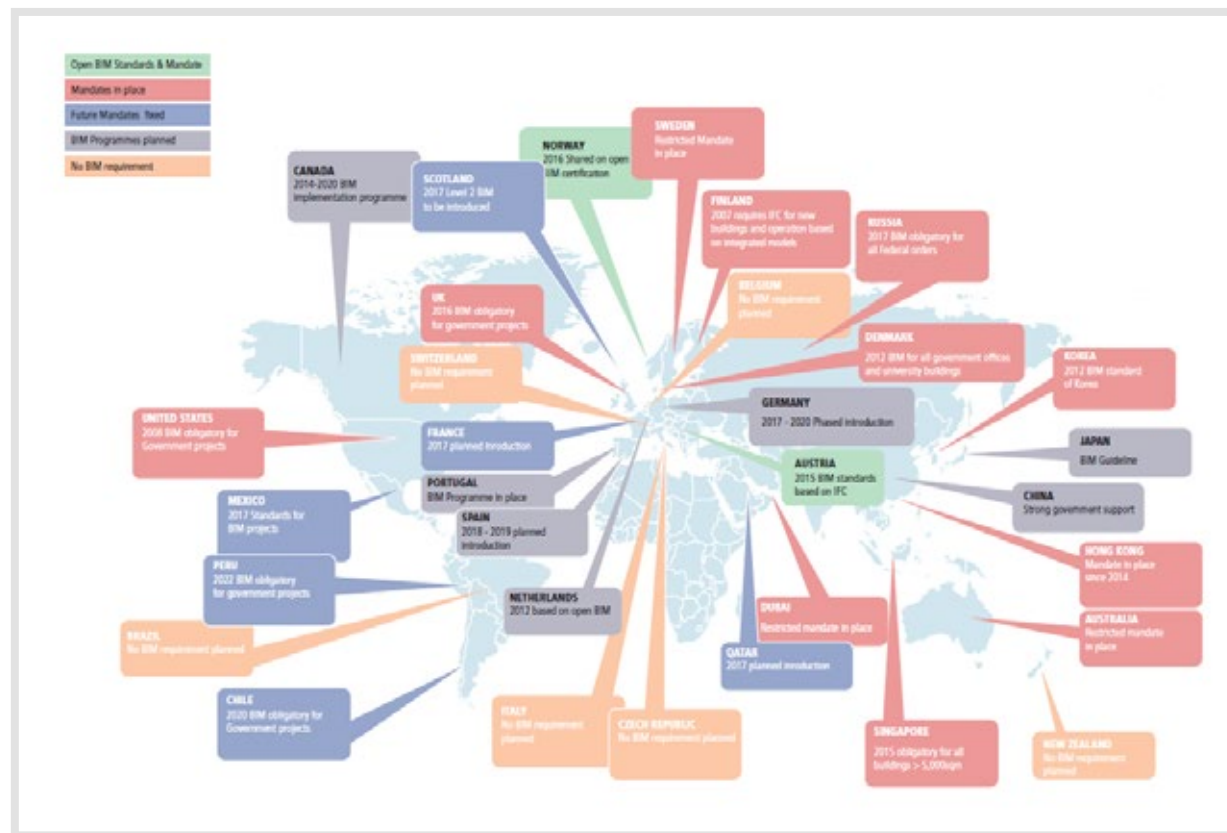 Open BIM Standards & Mandate
Mandates in place
Future Mandates fixed
BIM Programmes planned
No BIM requirement
CANADA
2014-2020 BIM
implementation programme
SCOTLAND
2017 Level 2 BIM
to be introduced
NORWAY
2016 Shared on open
BIM certification
SWEDEN
Restricted Mandate
in place
FINLAND
2007 requires IFC for new
buildings and operation based
on integrated models
RUSSIA
2017 BIM obligatory for
all Federal orders
UK
2016 BIM obligatory
for government projects
BELGIUM
No BIM requirement
planned
SWITZERLAND
No BIM requirement
planned
DENMARK
2012 BIM for all government offices
and university buildings
KOREA
2012 BIM standard
of Korea
UNITED STATES
2008 BIM obligatory for
Government projects
FRANCE
2017 planned inroduction
GERMANY
2017 - 2020 Phased introduction
JAPAN
BIM Guideline
PORTUGAL
BIM Programme in place
AUSTRIA
2015 BIM standards
based on IFC
CHINA
Strong government support
MEXICO
2017 Standards for
BIM projects
SPAIN
2018 - 2019 planned
introduction
HONG KONG
Mandate in place
since 2014
PERU
2022 BIM obligatory
for government projects
NETHERLANDS
2012 based on open BIM
DUBAI
Restricted mandate in place
AUSTRALIA
Restricted mandate
in place
BRAZIL
No BIM requirement planned
QATAR
2017 planned inroduction
CHILE
2020 BIM obligatory for
Government projects
ITALY
No BIM requirement
planned
CZECH REPUBLIC
No BIM requirement planned
SINGAPORE
2015 obligatory for all
buildings > 5,000sqm
NEW ZEALAND
No BIM requirement
planned